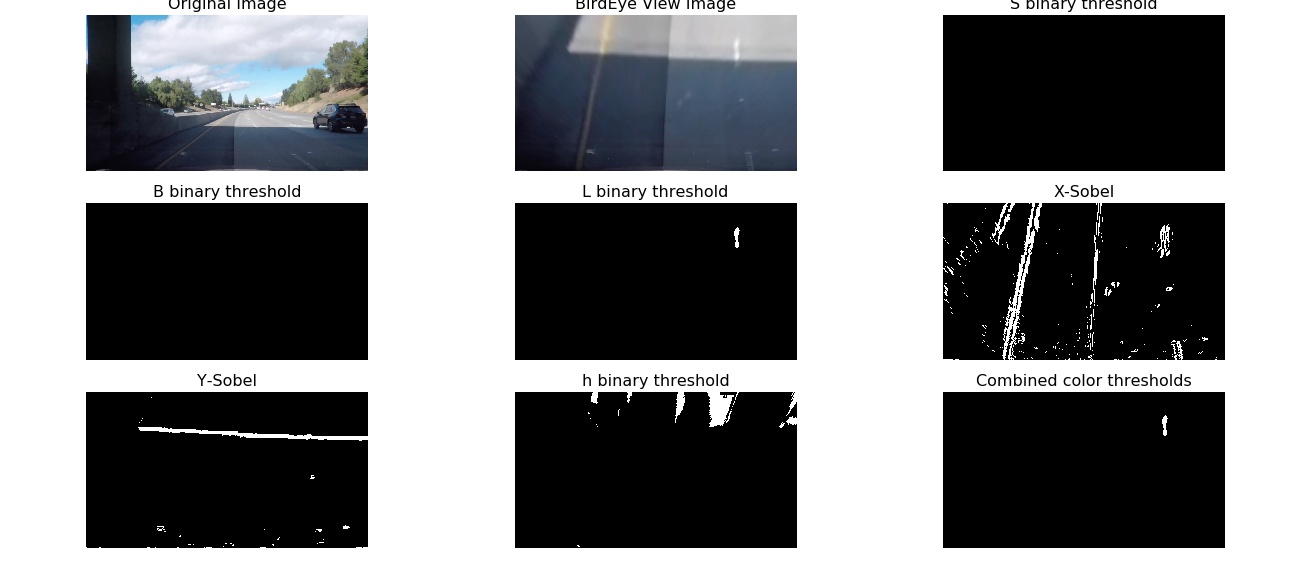 Original Image
BirdEye View Image
S binary threshold
B binary threshold
L binary threshold
X-Sobel
Y-Sobel
h binary threshold
Combined color thresholds